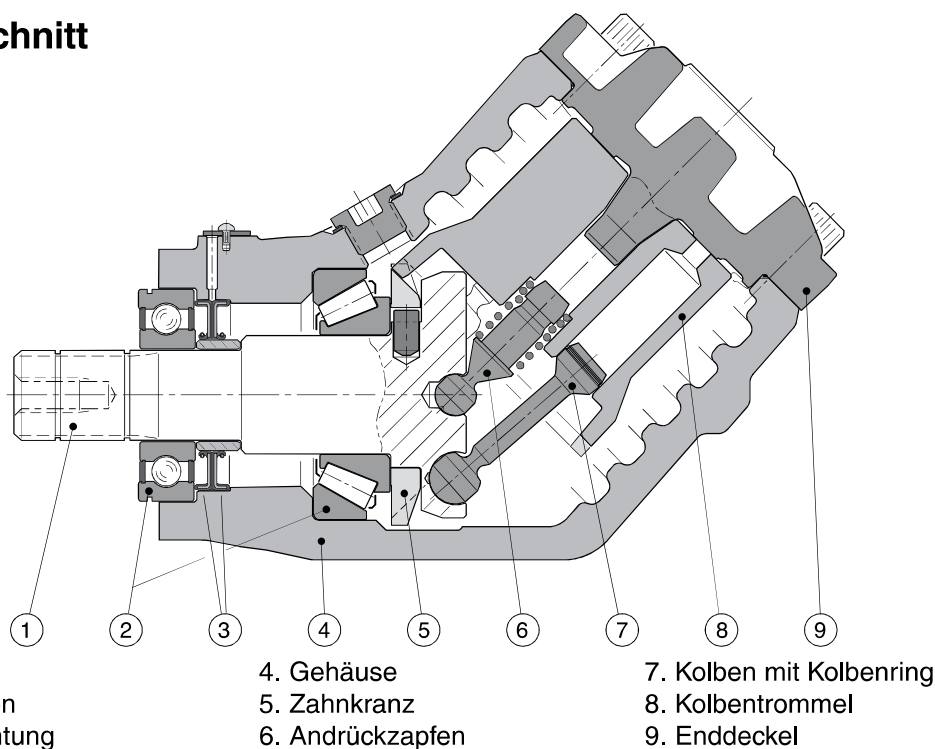 chnitt
1 2 3 4 5 6 7 8 9
4. Gehäuse
7. Kolben mit Kolbenring
n
5. Zahnkranz
8. Kolbentrommel
tung
6. Andrückzapfen
9. Enddeckel